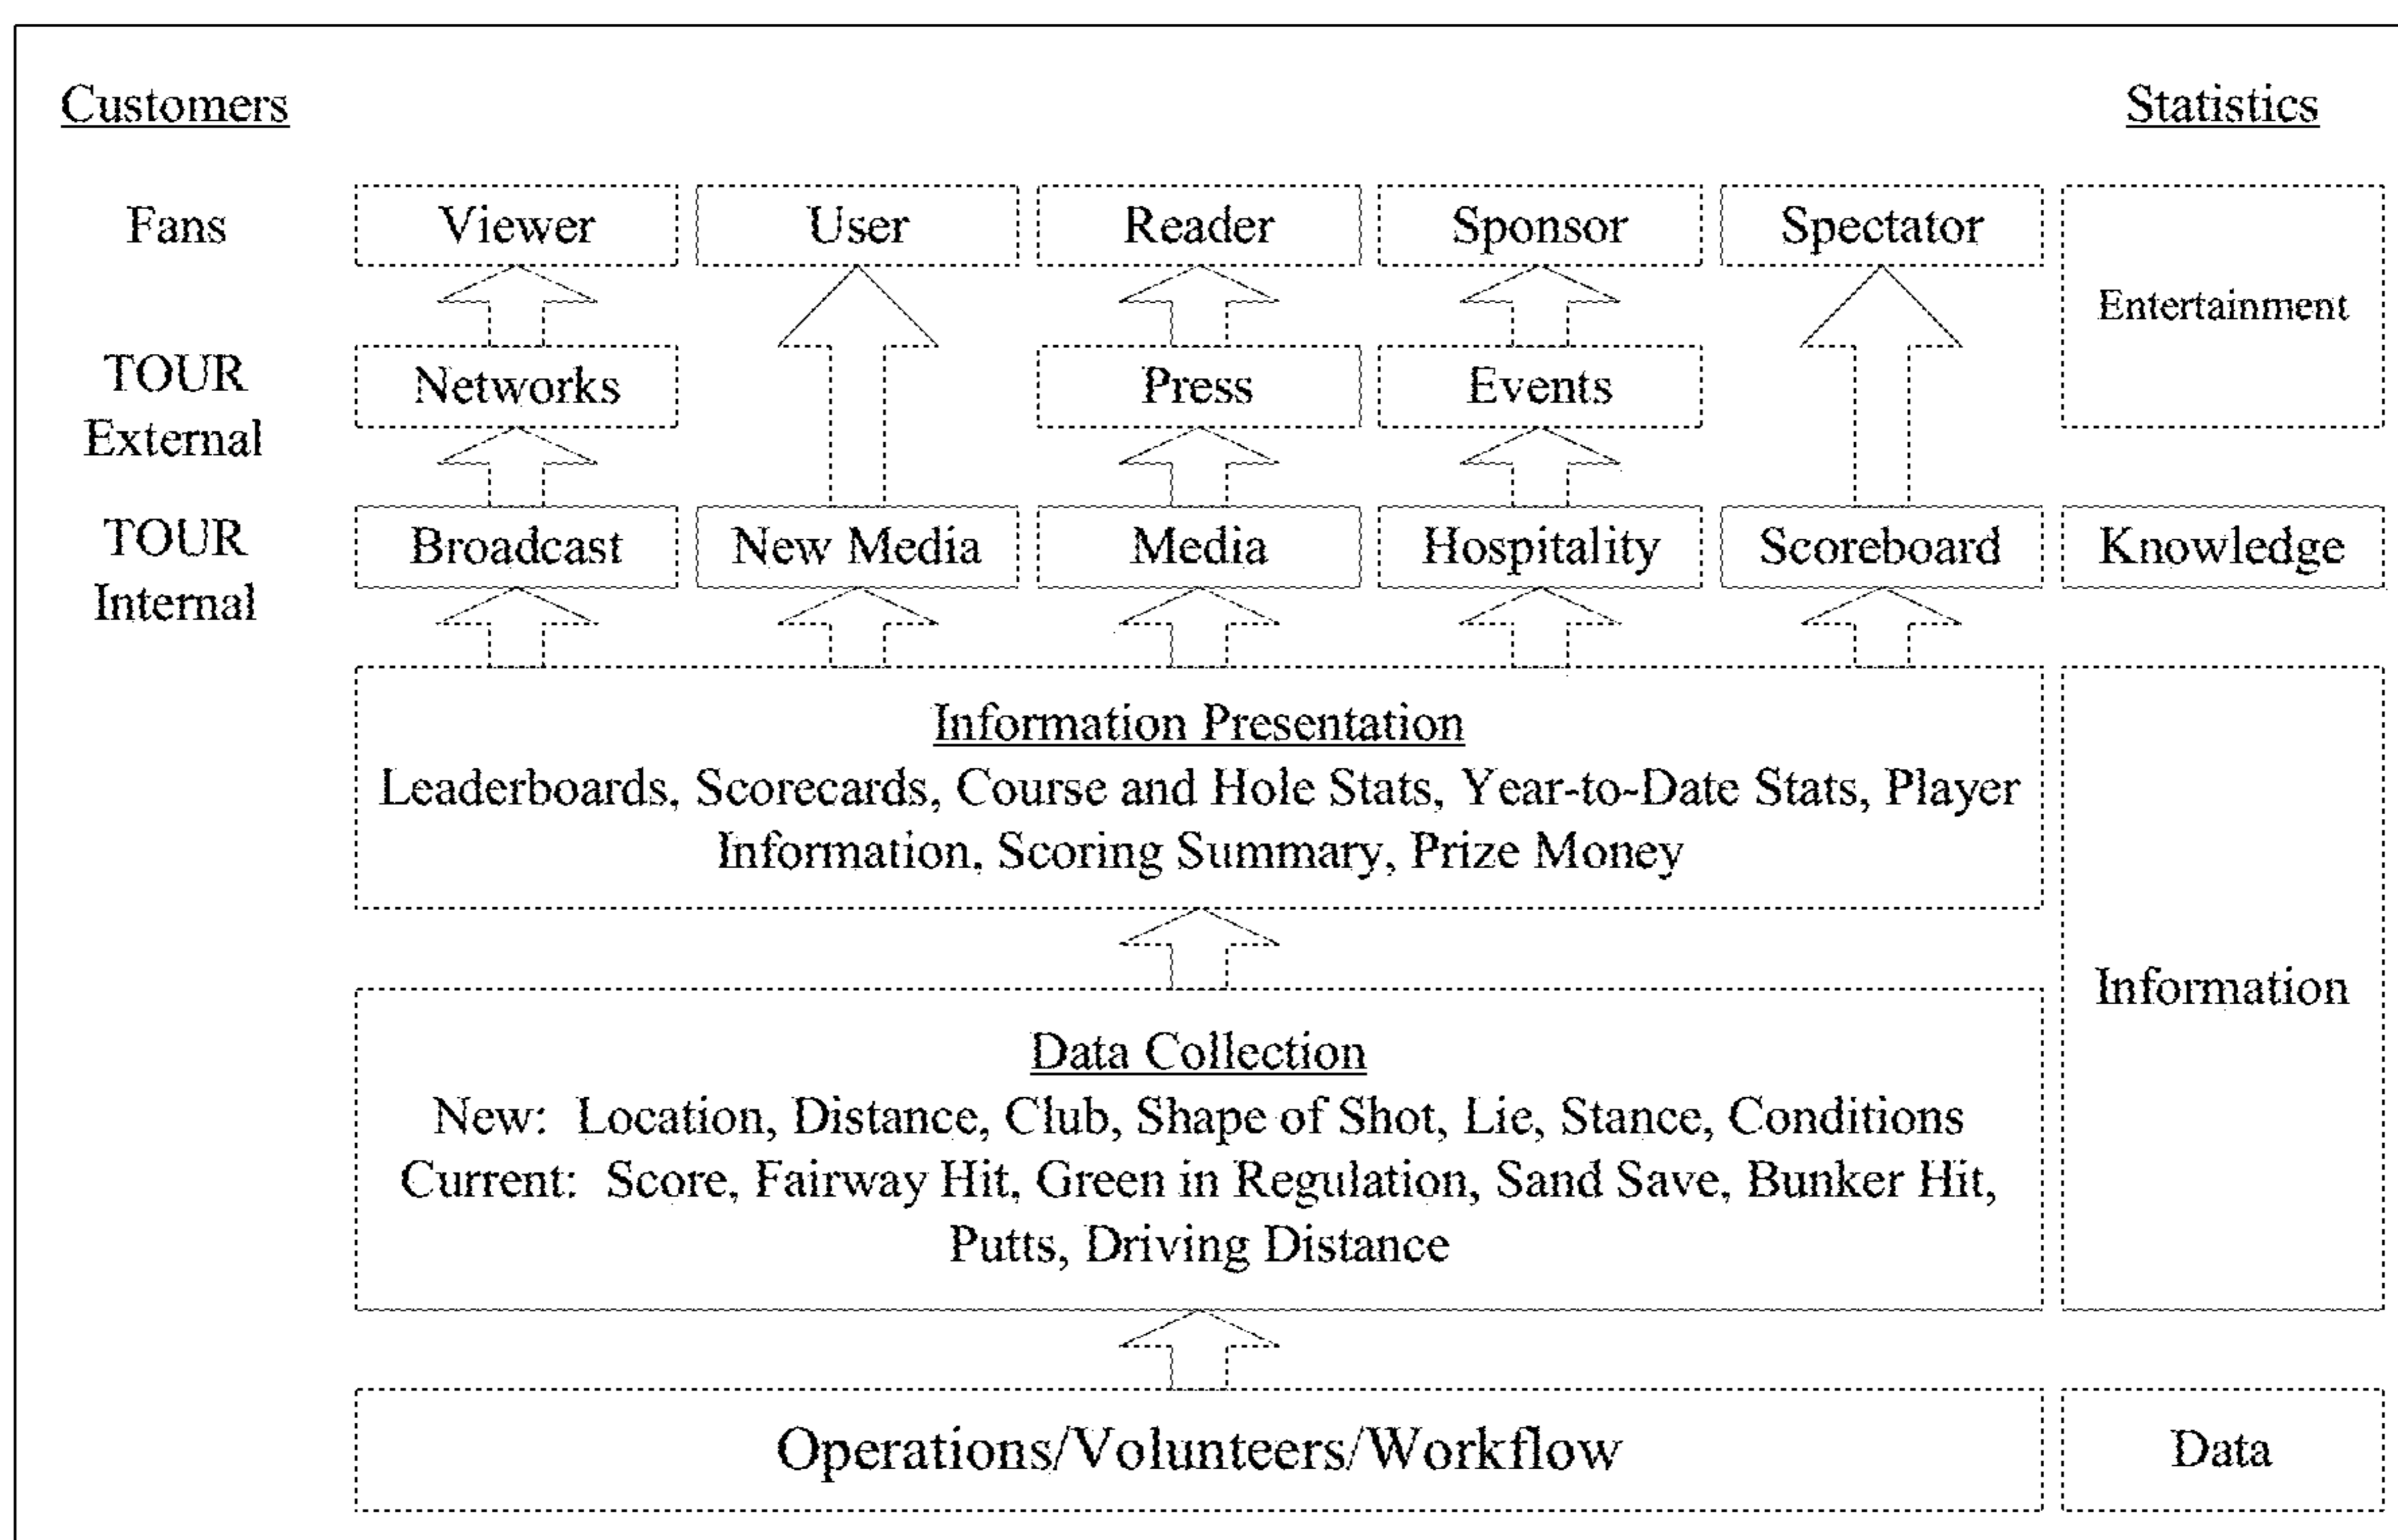 Customers
Statistics
Fans
Viewer
User
Reader
Sponsor
Spectator
Entertainment
TOUR
External
Networks
Press
Events
TOUR
Internal
Broadcast
New Media
Media
Hospitality
Scoreboard
Knowledge
Information Presentation
Leaderboards, Scorecards, Course and Hole Stats, Year-to-Date Stats, Player
Information, Scoring Summary, Prize Money
Information
Data Collection
New: Location, Distance, Club, Shape of Shot, Lie, Stance, Conditions
Current: Score, Fairway Hit, Green in Regulation, Sand Save, Bunker Hit,
Putts, Driving Distance
Operations/Volunteers/Workflow
Data